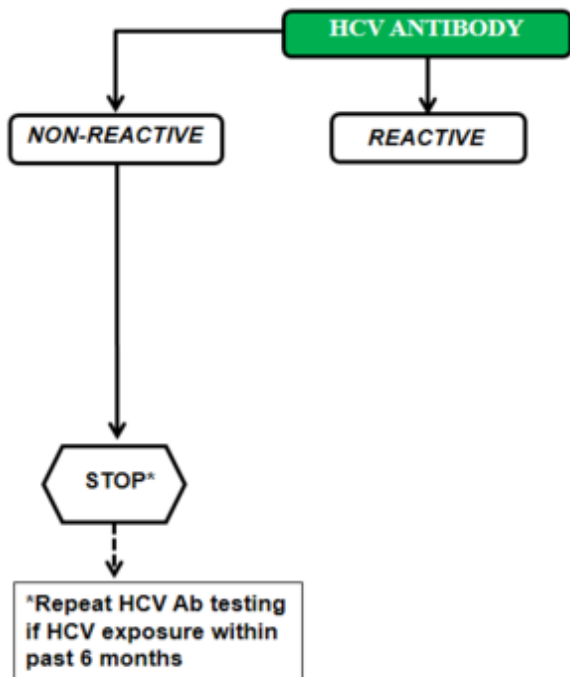 HCV ANTIBODY
NON-REACTIVE
REACTIVE
STOP*
*Repeat HCV Ab testing
if HCV exposure within
past 6 months